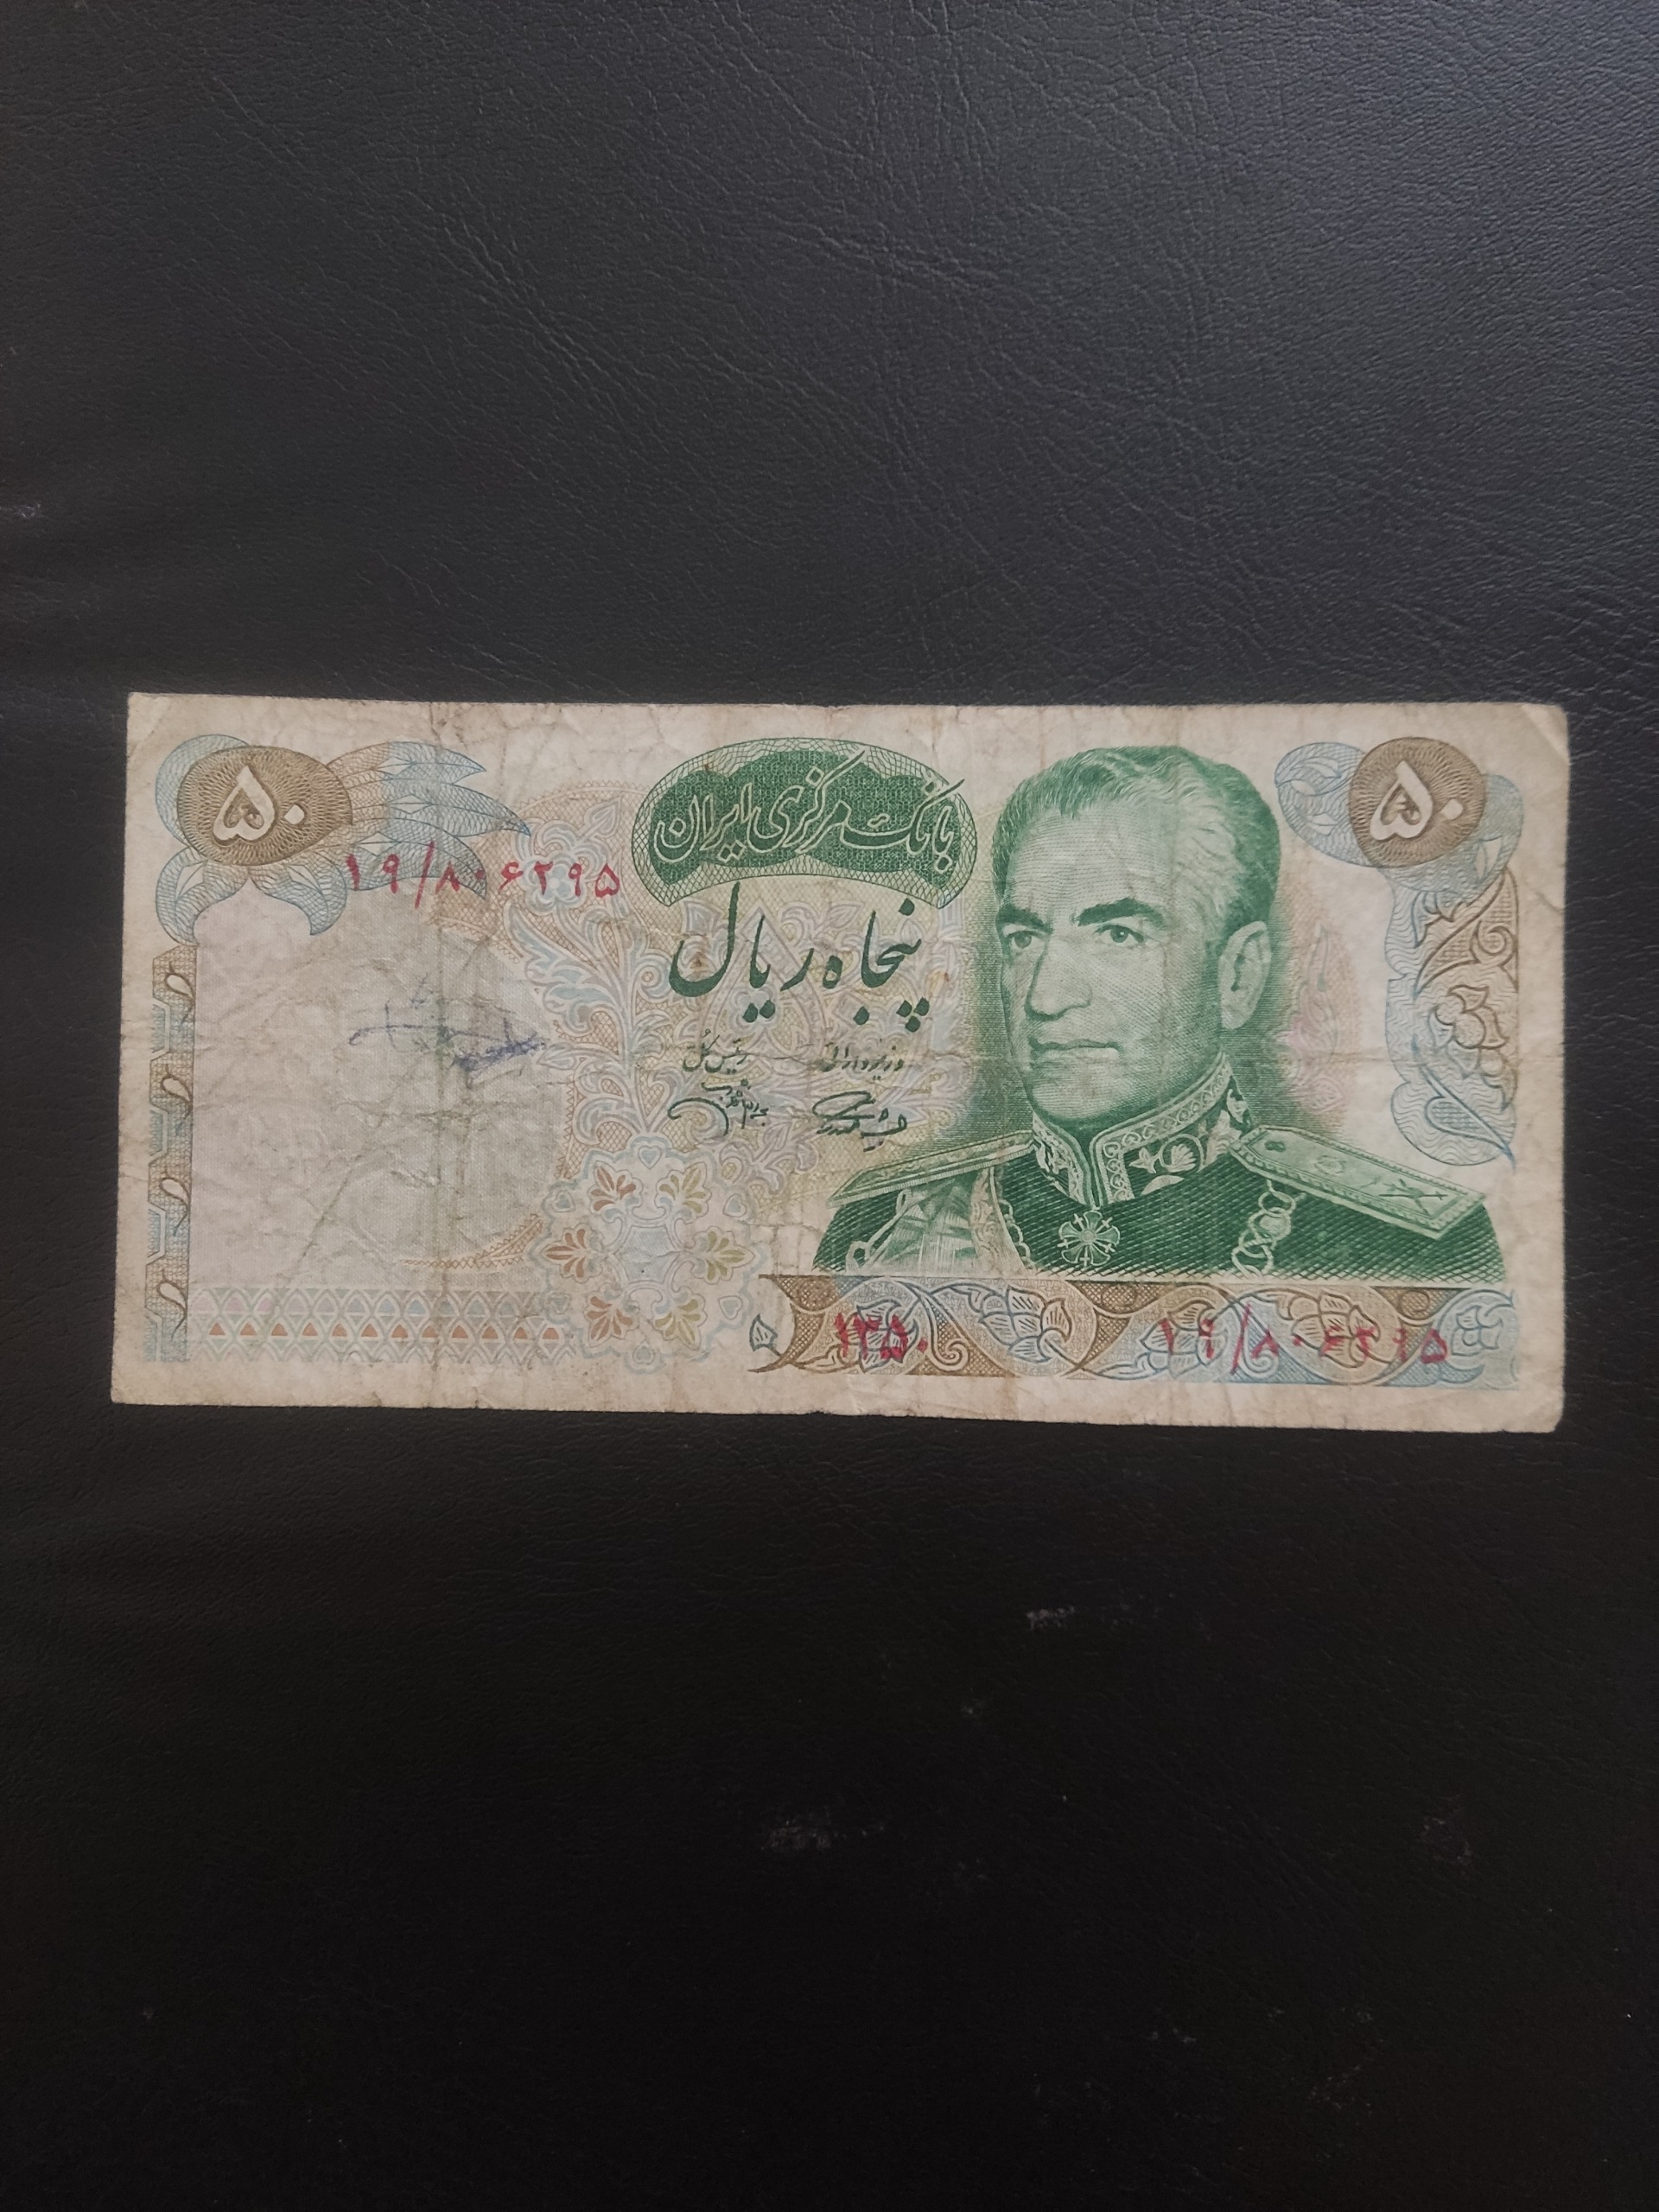 ۵۰
۵۰
بانک مرکزی ایران
۱۹/۸۰۶۲۹۵
پنجاه ریال
وزیر دارائی
رئیس کل
۱۳۵۰
۱۹/۸۰۶۲۹۵